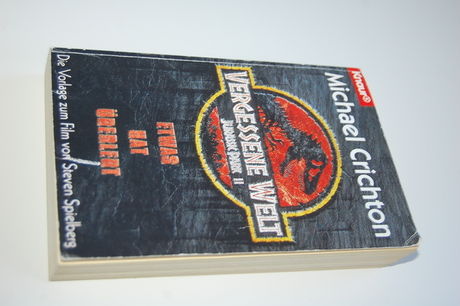 Knaur®
Michael Crichton
VERGESSENE WELT
JURASSIC PARK II
ETWAS
HAT
ÜBERLEBT
Die Vorlage zum Film von Steven Spielberg